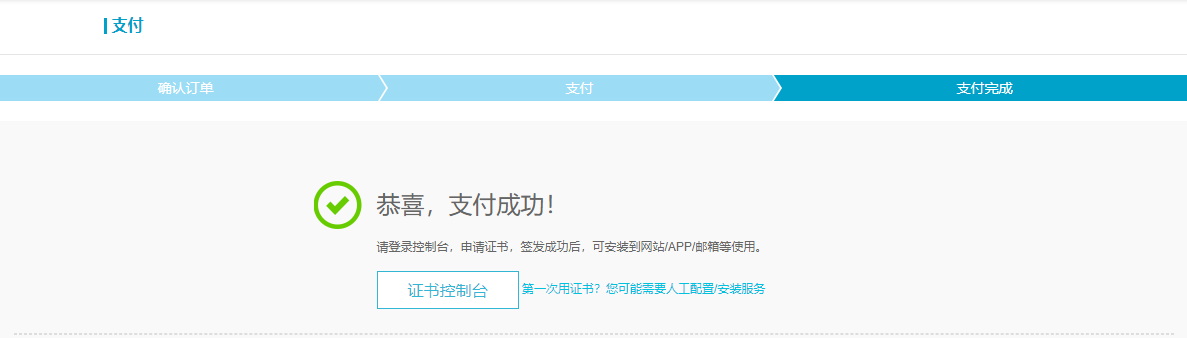 支付
确认订单
支付
支付完成
恭喜，支付成功！
请登录控制台，申请证书，签发成功后，可安装到网站/APP/邮箱等使用。
证书控制台 第一次用证书？您可能需要人工配置/安装服务